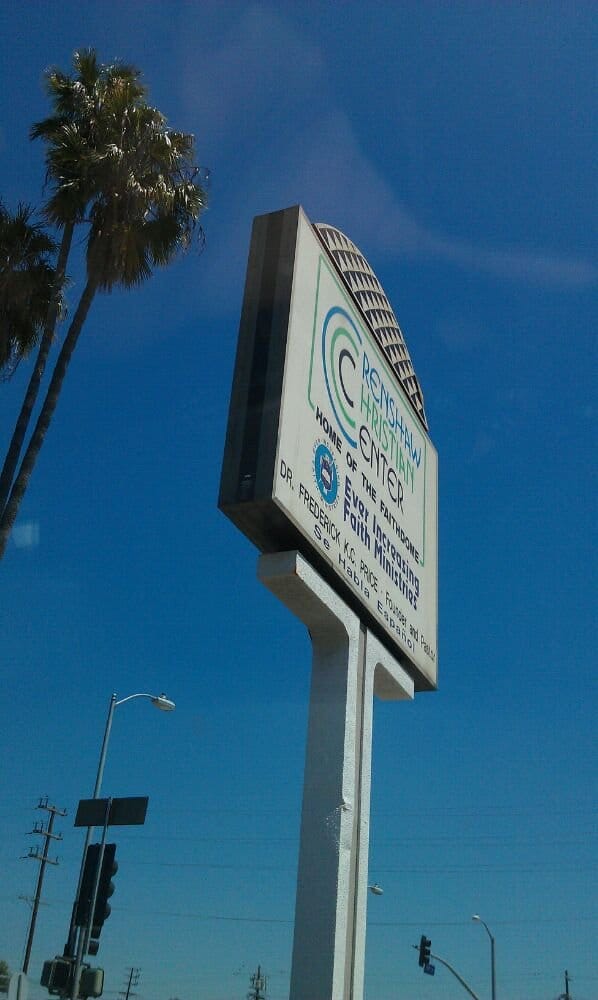 CRENSHAW
CHRISTIAN
CENTER
HOME OF THE FAITHDOME
Ever Increasing
Faith Ministries
DR. FREDERICK K.C. PRICE - Founder and Pastor
Se Habla Español